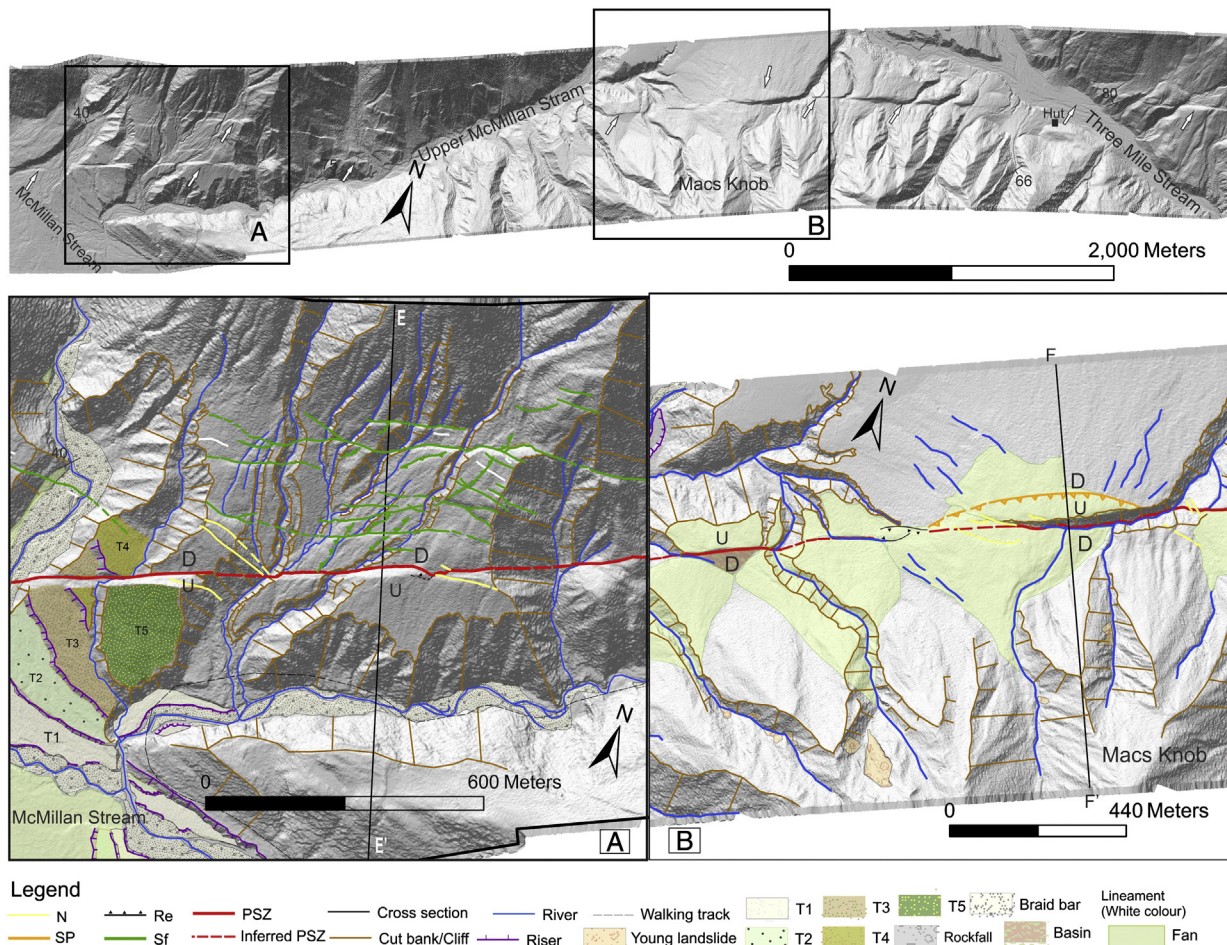 40
Upper McMillan Stram
N
A
McMillan Stream
Macs Knob
B
Hut
80
66
Three Mile Stream
0
2,000 Meters
E
40
T4
D
U
D
U
T3
T5
T2
T1
N
0
600 Meters
McMillan Stream
E'
A
F
N
D
U
D
U
D
Macs Knob
F'
0
440 Meters
B
Legend
N
Re
PSZ
Cross section
River
Walking track
T1
T3
T5
Braid bar
Lineament
(White colour)
SP
Sf
Inferred PSZ
Cut bank/Cliff
Riser
Young landslide
T2
T4
Rockfall
Basin
Fan